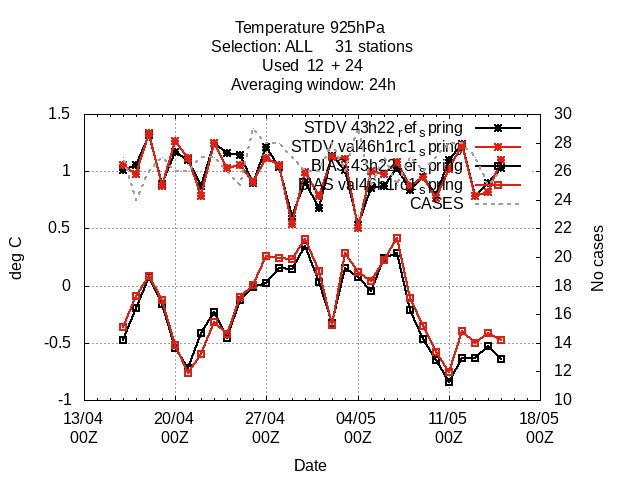 Temperature 925hPa
Selection: ALL 31 stations
Used 12 + 24
Averaging window: 24h
1.5
1
0.5
0
-0.5
-1
deg C
30
28
26
24
22
20
18
16
14
12
10
No cases
STDV 43h22_ref_spring
STDV val46h1rc1_spring
BIAS 43h22_ref_spring
BIAS val46h1rc1_spring
CASES
13/04 20/04 27/04 04/05 11/05 18/05
00Z 00Z 00Z 00Z 00Z 00Z
Date